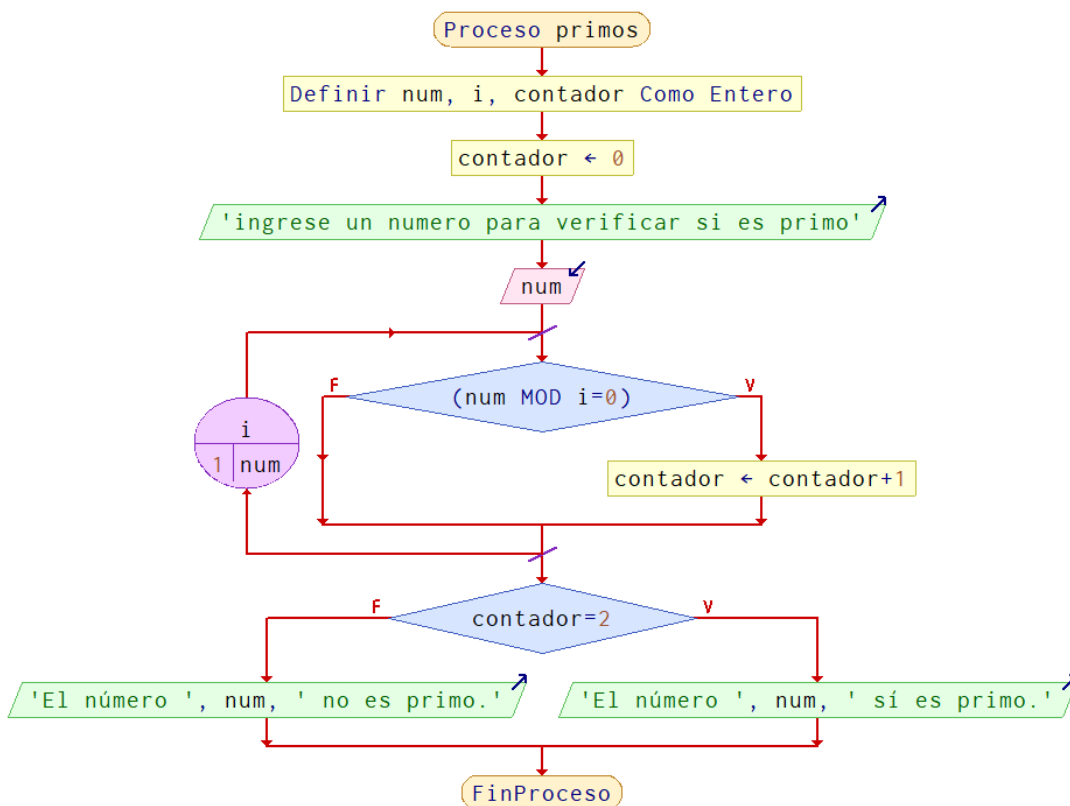 Proceso primos
Definir num, i, contador Como Entero
contador ← 0
'ingrese un numero para verificar si es primo'
num
F
(num MOD i=0)
V
i
1 num
contador ← contador+1
F
contador=2
V
'El número ', num, ' no es primo.'
'El número ', num, ' sí es primo.'
FinProceso